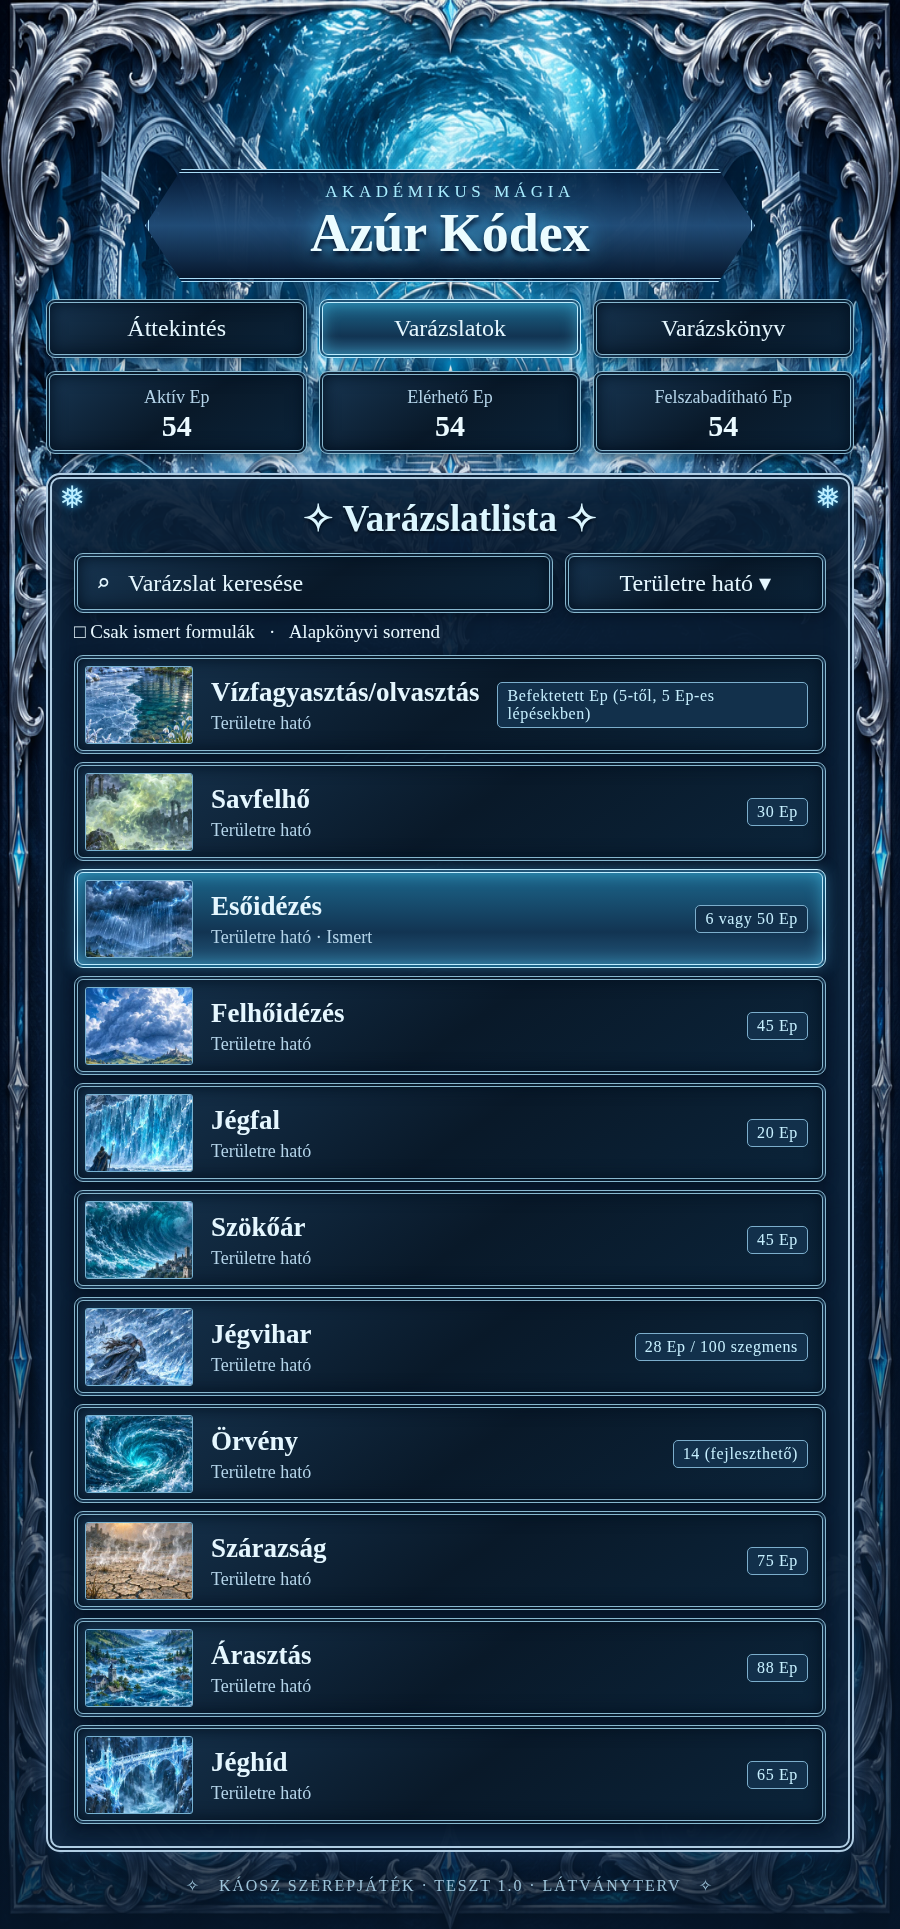 AKADÉMIKUS MÁGIA
Azúr Kódex
Áttekintés
Varázslatok
Varázskönyv
Aktív Ep
54
Elérhető Ep
54
Felszabadítható Ep
54
✧ Varázslatlista ✧
Varázslat keresése
Területre ható ▾
□ Csak ismert formulák · Alapkönyvi sorrend
Vízfagyasztás/olvasztás
Területre ható
Befektetett Ep (5-től, 5 Ep-es
lépésekben)
Savfelhő
Területre ható
30 Ep
Esőidézés
Területre ható · Ismert
6 vagy 50 Ep
Felhőidézés
Területre ható
45 Ep
Jégfal
Területre ható
20 Ep
Szökőár
Területre ható
45 Ep
Jégvihar
Területre ható
28 Ep / 100 szegmens
Örvény
Területre ható
14 (fejleszthető)
Szárazság
Területre ható
75 Ep
Árasztás
Területre ható
88 Ep
Jéghíd
Területre ható
65 Ep
✧ KÁOSZ SZEREPJÁTÉK · TESZT 1.0 · LÁTVÁNYTERV ✧